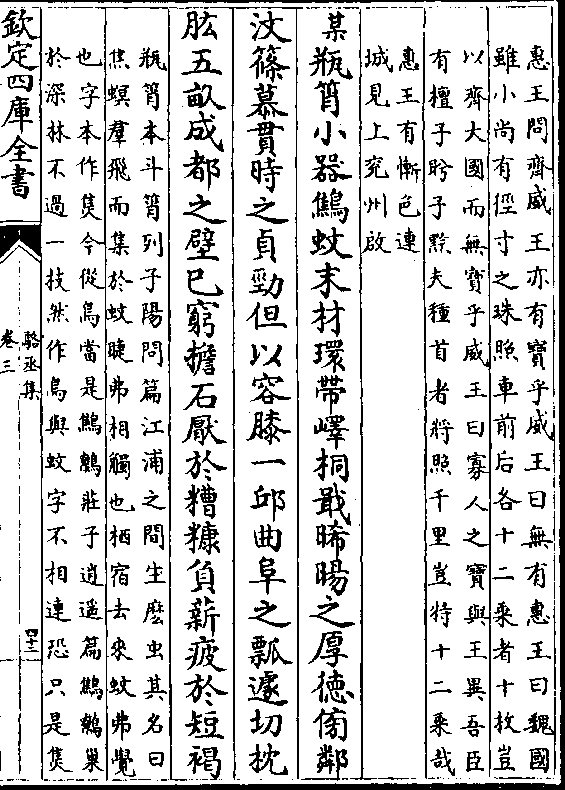 惠王問齊威王亦有寶乎威王曰無有惠王曰魏國
雖小尚有徑寸之珠照車前后各十二乘者十枚豈
以齊大國而無寶乎威王曰寡人之寶與王異吾臣
有檀子盼子黔夫種首者將照千里豈特十二乘哉
惠王有慚色連
城見上兖州啟
某瓶筲小器鷦蚊末材環帶嶧桐戢晞暘之厚德傍鄰
汶篠慕貫時之貞勁但以容膝一邱曲阜之瓢遽切枕
肱五畝成都之壁已窮擔石厭於糟糠負薪疲於短褐
瓶筲本斗筲列子陽問篇江浦之間生麽虫其名曰
焦螟羣飛而集於蚊睫弗相觸也栖宿去來蚊弗覺
也字本作焦今從鳥當是鷦鷯莊子逍遥篇鷦鷯巢
於深林不過一枝然作鳥與蚊字不相連恐只是焦
欽定四庫全書
駱丞集
卷三
四十三